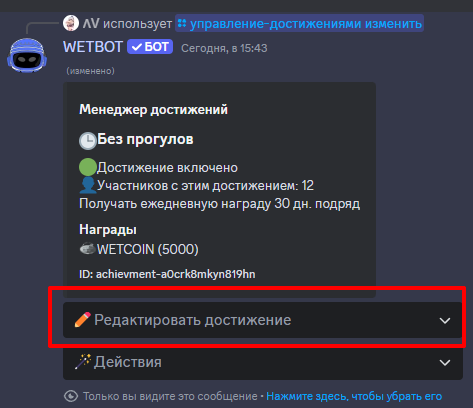 ΛV использует управление-достижениями изменить
WETBOT БОТ Сегодня, в 15:43
(изменено)
Менеджер достижений
Без прогулов
Достижение включено
Участников с этим достижением: 12
Получать ежедневную награду 30 дн. подряд
Награды
WETCOIN (5000)
ID: achievment-a0crk8mkyn819hn
Редактировать достижение
Действия
Только вы видите это сообщение • Нажмите здесь, чтобы убрать его